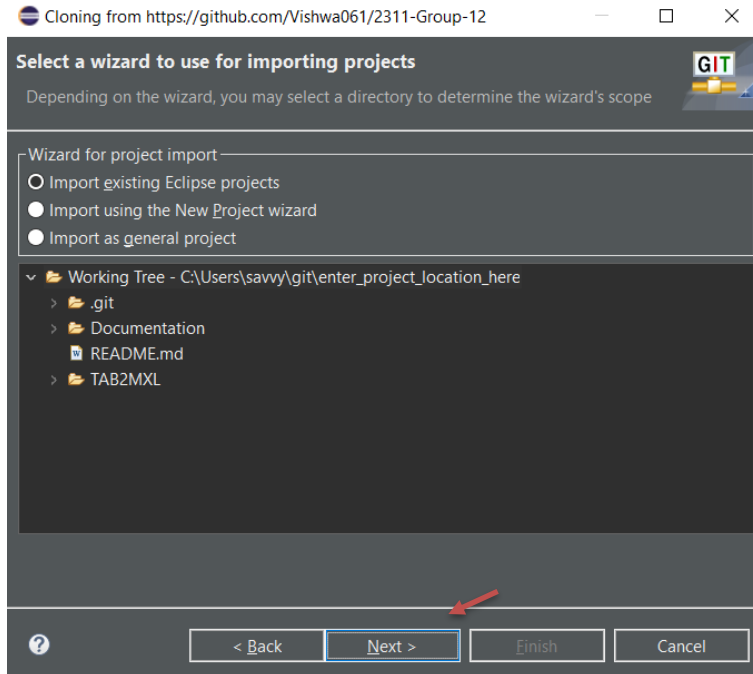 Cloning from https://github.com/Vishwa061/2311-Group-12
Select a wizard to use for importing projects
GIT
Depending on the wizard, you may select a directory to determine the wizard's scope
Wizard for project import
Import existing Eclipse projects
Import using the New Project wizard
Import as general project
Working Tree - C:\Users\savvy\git\enter_project_location_here
.git
Documentation
README.md
TAB2MXL
? < Back Next > Finish Cancel